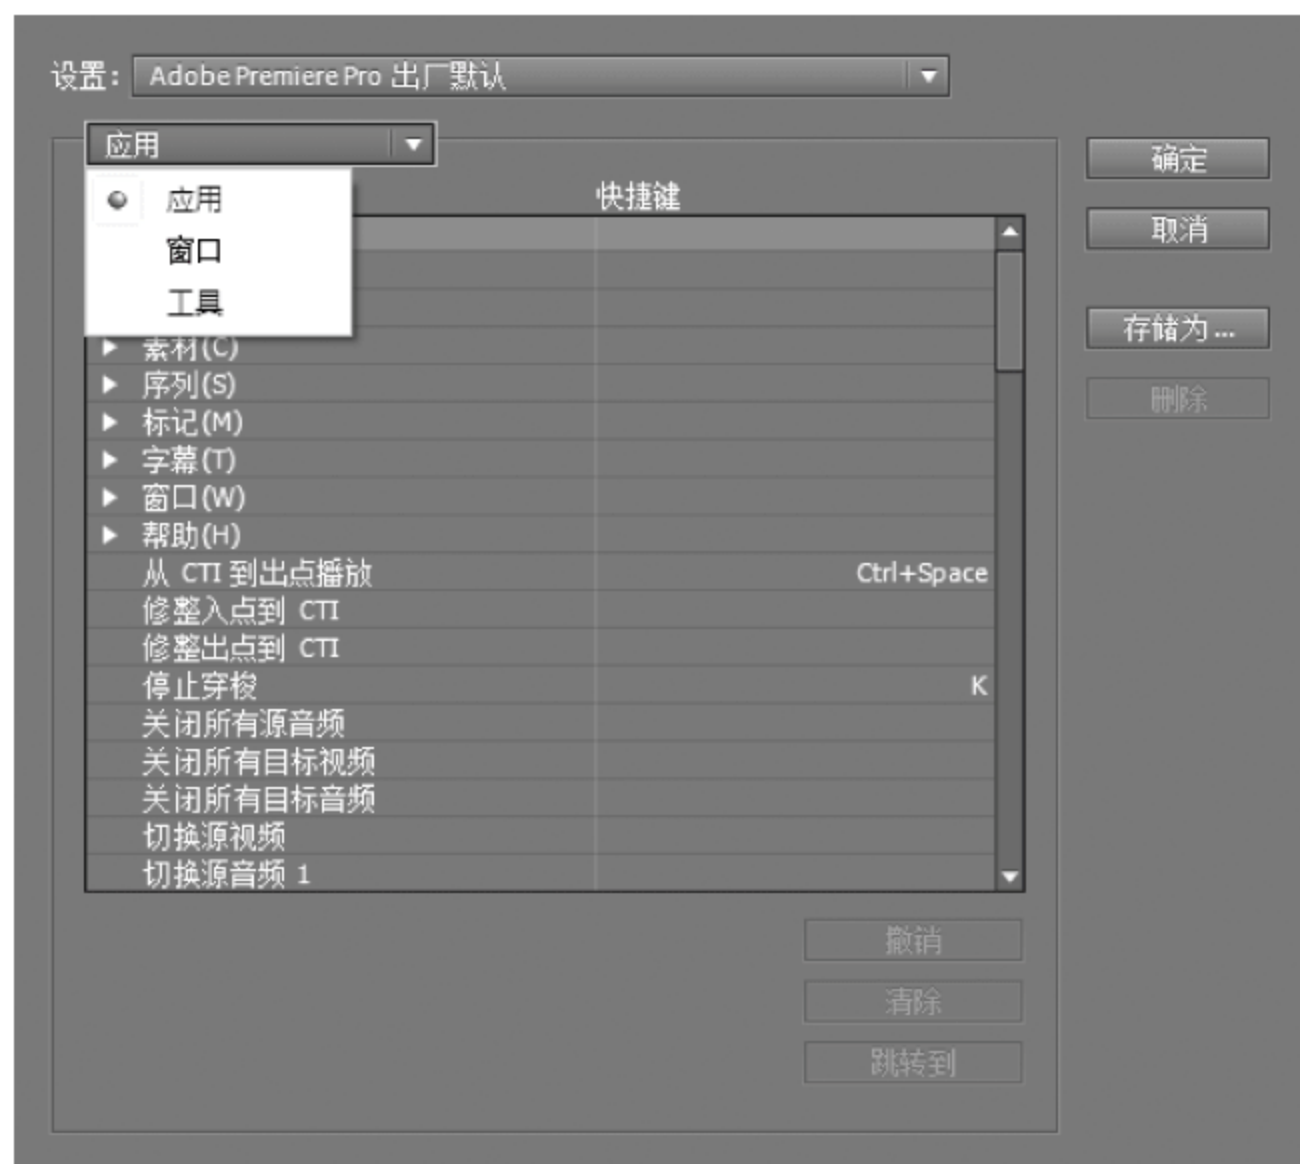 设置: Adobe Premiere Pro 出厂默认
应用
确定
应用
快捷键
窗口
取消
工具
存储为...
素材(C)
序列(S)
删除
标记(M)
字幕(T)
窗口(W)
帮助(H)
从 CTI 到出点播放 Ctrl+Space
修整入点到 CTI
修整出点到 CTI
停止穿梭 K
关闭所有源音频
关闭所有目标视频
关闭所有目标音频
切换源视频
切换源音频 1
撤销
清除
跳转到